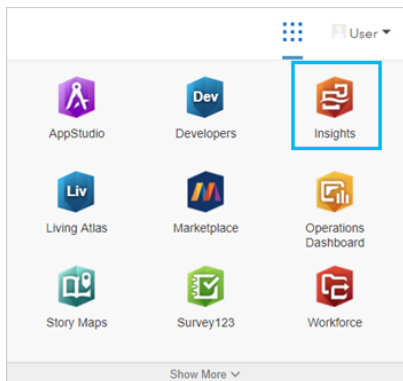 User
Dev
AppStudio
Developers
Insights
Liv
Living Atlas
Marketplace
Operations
Dashboard
Story Maps
Survey123
Workforce
Show More